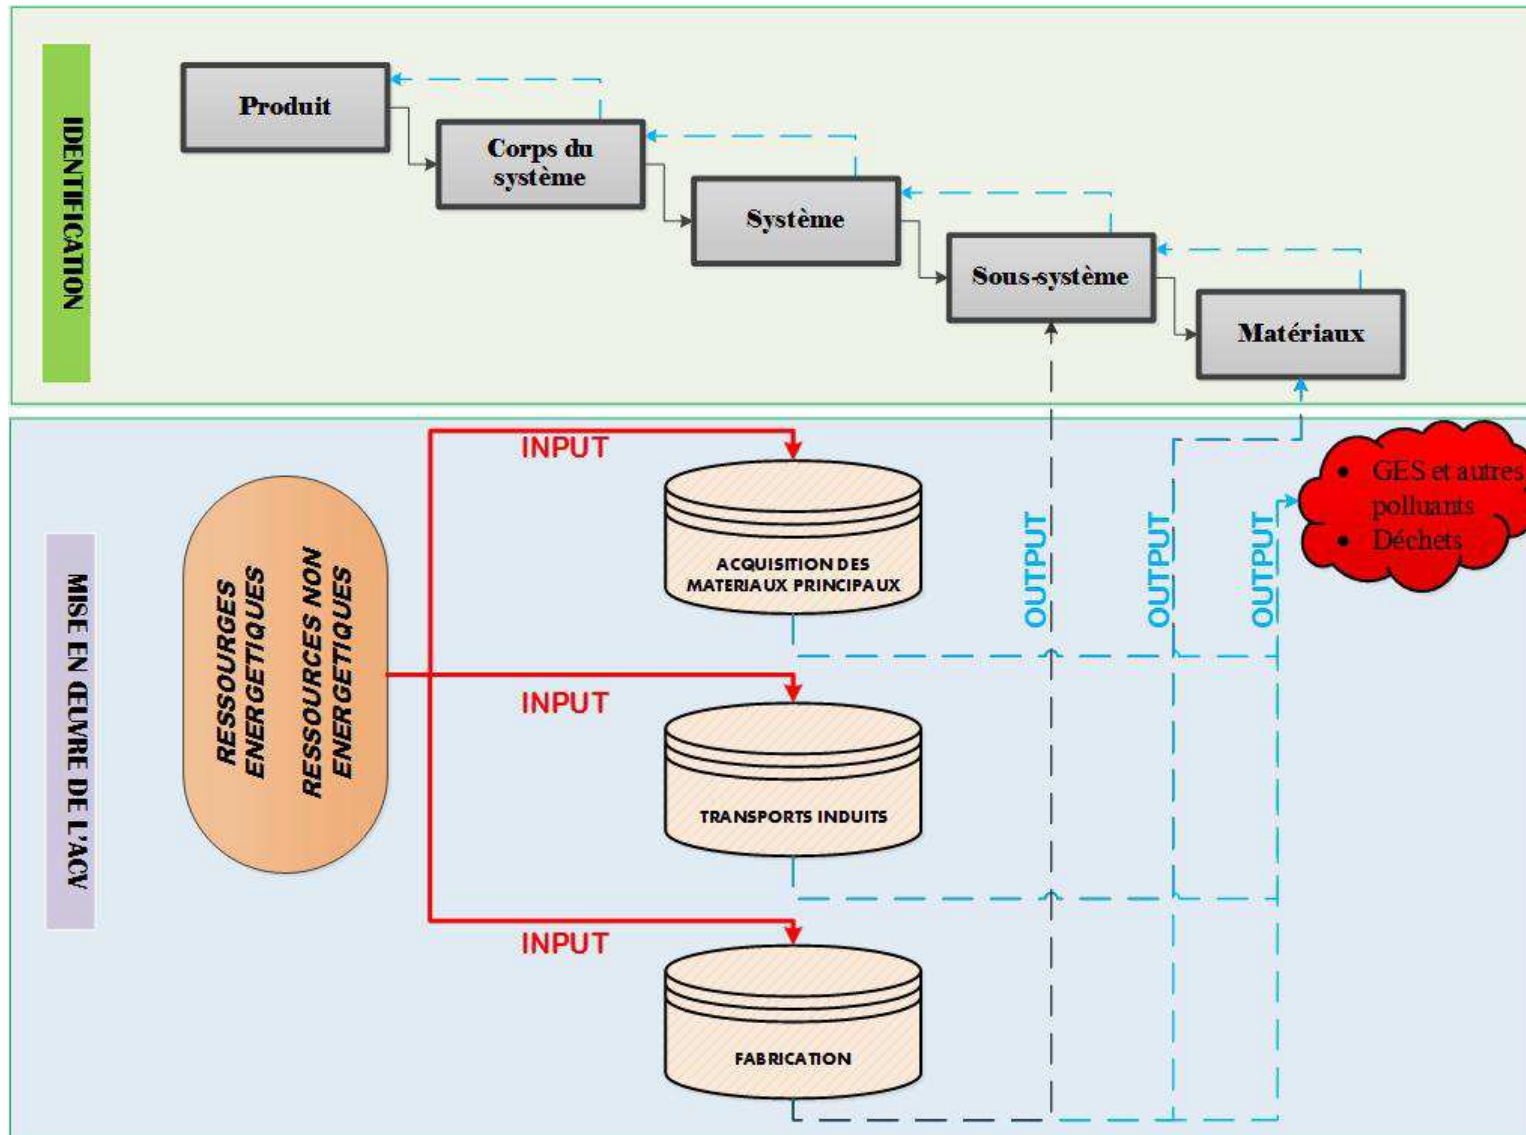 IDENTIFICATION
Produit
Corps du
système
Système
Sous-système
Matériaux
MISE EN ŒUVRE DE L'ACV
RESSOURGES
ENERGETIQUES
RESSOURCES NON
ENERGETIQUES
INPUT
INPUT
INPUT
ACQUISITION DES
MATERIAUX PRINCIPAUX
TRANSPORTS INDUITS
FABRICATION
OUTPUT
OUTPUT
OUTPUT
• GES et autres
polluants
• Déchets